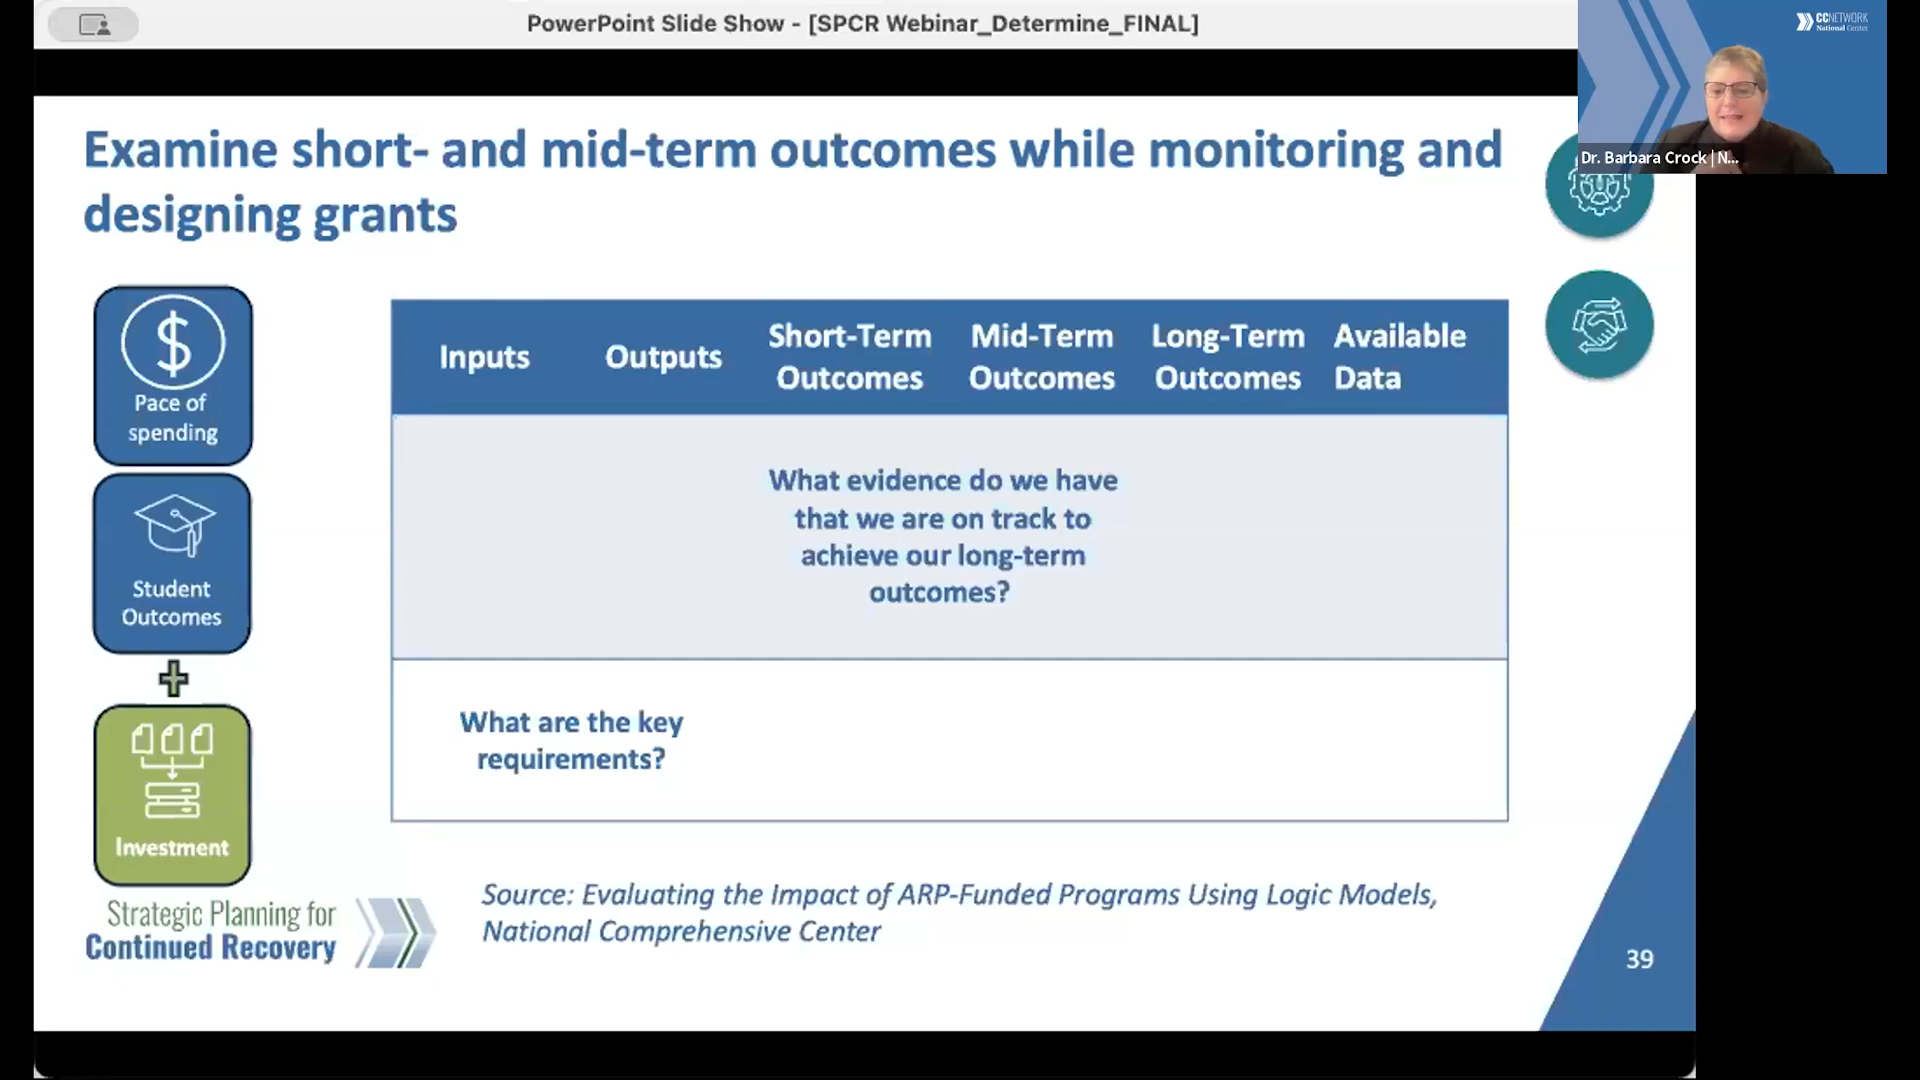 PowerPoint Slide Show - [SPCR Webinar_Determine_FINAL]
CCNETWORK
National Center
Dr. Barbara Crock | N...
Examine short- and mid-term outcomes while monitoring and
designing grants
Pace of
spending
Student
Outcomes
Investment
Inputs
Outputs
Short-Term
Outcomes
Mid-Term
Outcomes
Long-Term
Outcomes
Available
Data
What evidence do we have
that we are on track to
achieve our long-term
outcomes?
What are the key
requirements?
Strategic Planning for
Continued Recovery
Source: Evaluating the Impact of ARP-Funded Programs Using Logic Models,
National Comprehensive Center
39